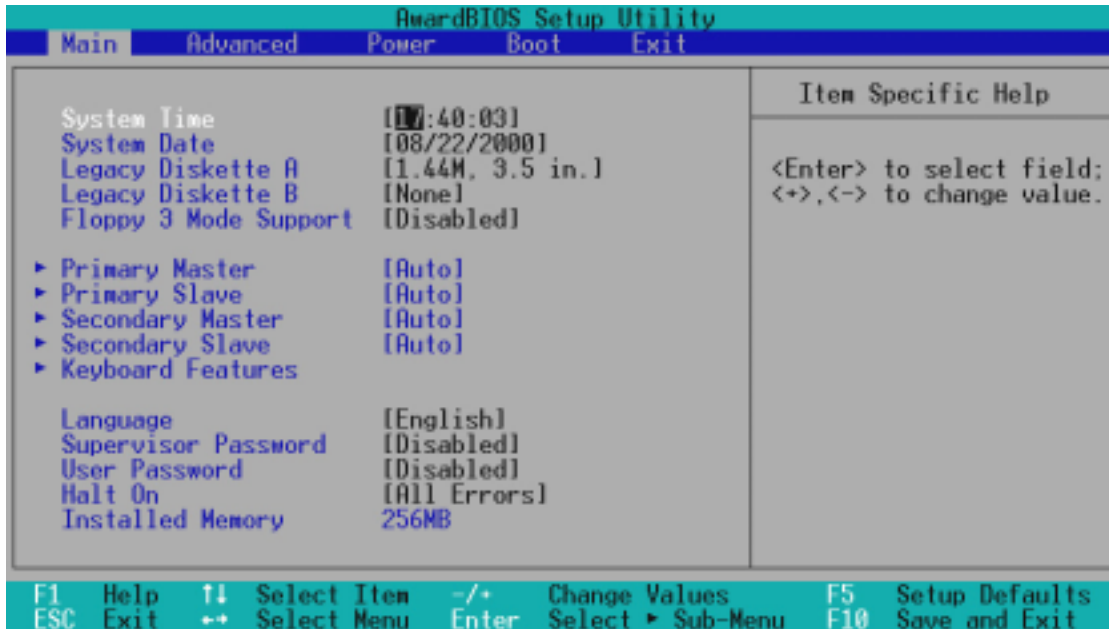 AwardBIOS Setup Utility
Main Advanced Power Boot Exit
Item Specific Help
System Time [17:40:03]
System Date [08/22/2000]
Legacy Diskette A [1.44M, 3.5 in.]
Legacy Diskette B [None]
Floppy 3 Mode Support [Disabled]
<Enter> to select field;
<+>,<-> to change value.
▸ Primary Master [Auto]
▸ Primary Slave [Auto]
▸ Secondary Master [Auto]
▸ Secondary Slave [Auto]
▸ Keyboard Features
Language [English]
Supervisor Password [Disabled]
User Password [Disabled]
Halt On [All Errors]
Installed Memory 256MB
F1 Help ↑↓ Select Item -/+ Change Values F5 Setup Defaults
ESC Exit ←→ Select Menu Enter Select ▸ Sub-Menu F10 Save and Exit